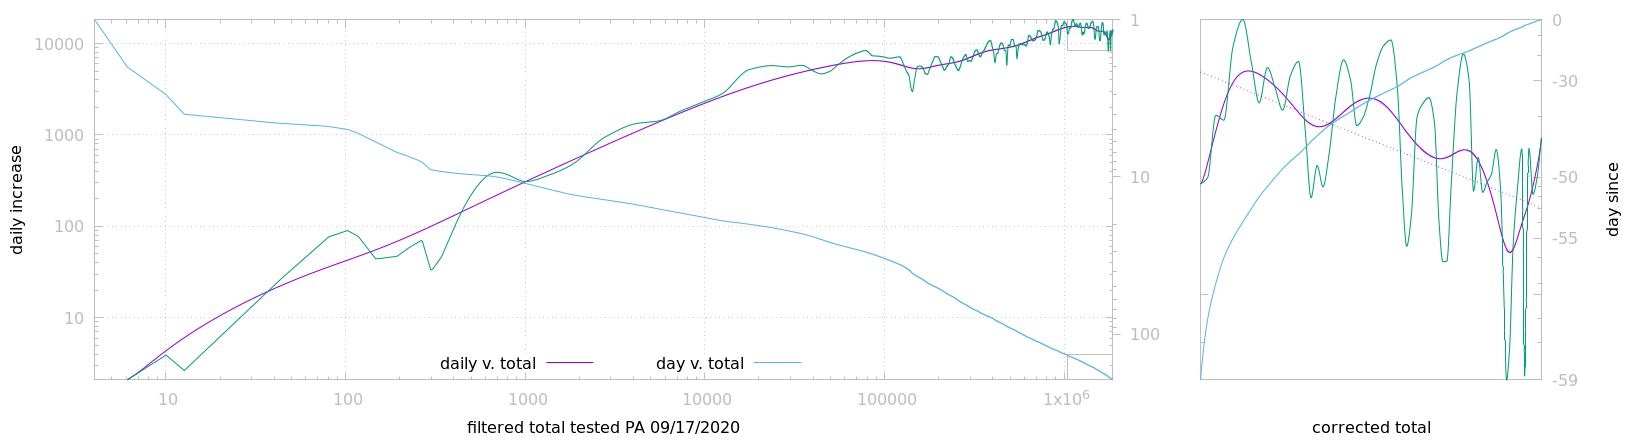 daily increase
10000
1000
100
10
daily v. total
day v. total
10
100
1000
10000
100000
1x10^6
filtered total tested PA 09/17/2020
1
10
100
0
-30
-50
-55
-59
day since
corrected total